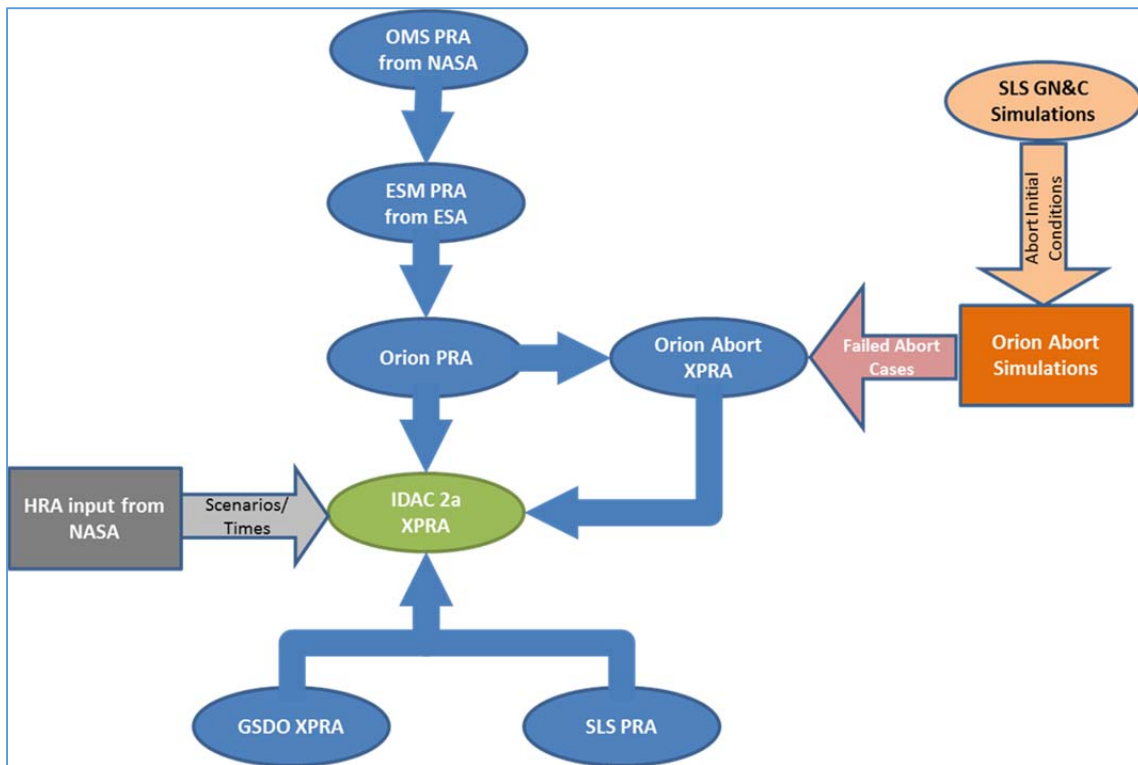 OMS PRA
from NASA
SLS GN&C
Simulations
ESM PRA
from ESA
Abort Initial
Conditions
Orion PRA
Orion Abort
XPRA
Failed Abort
Cases
Orion Abort
Simulations
HRA input from
NASA
Scenarios/
Times
IDAC 2a
XPRA
GSDO XPRA
SLS PRA